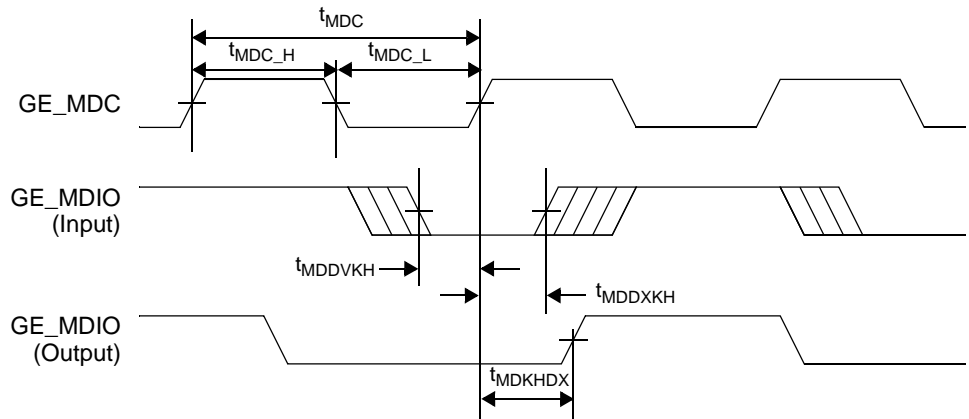 tMDC
tMDC_H
tMDC_L
GE_MDC
GE_MDIO
(Input)
tMDDVKH
tMDDXKH
GE_MDIO
(Output)
tMDKHDX